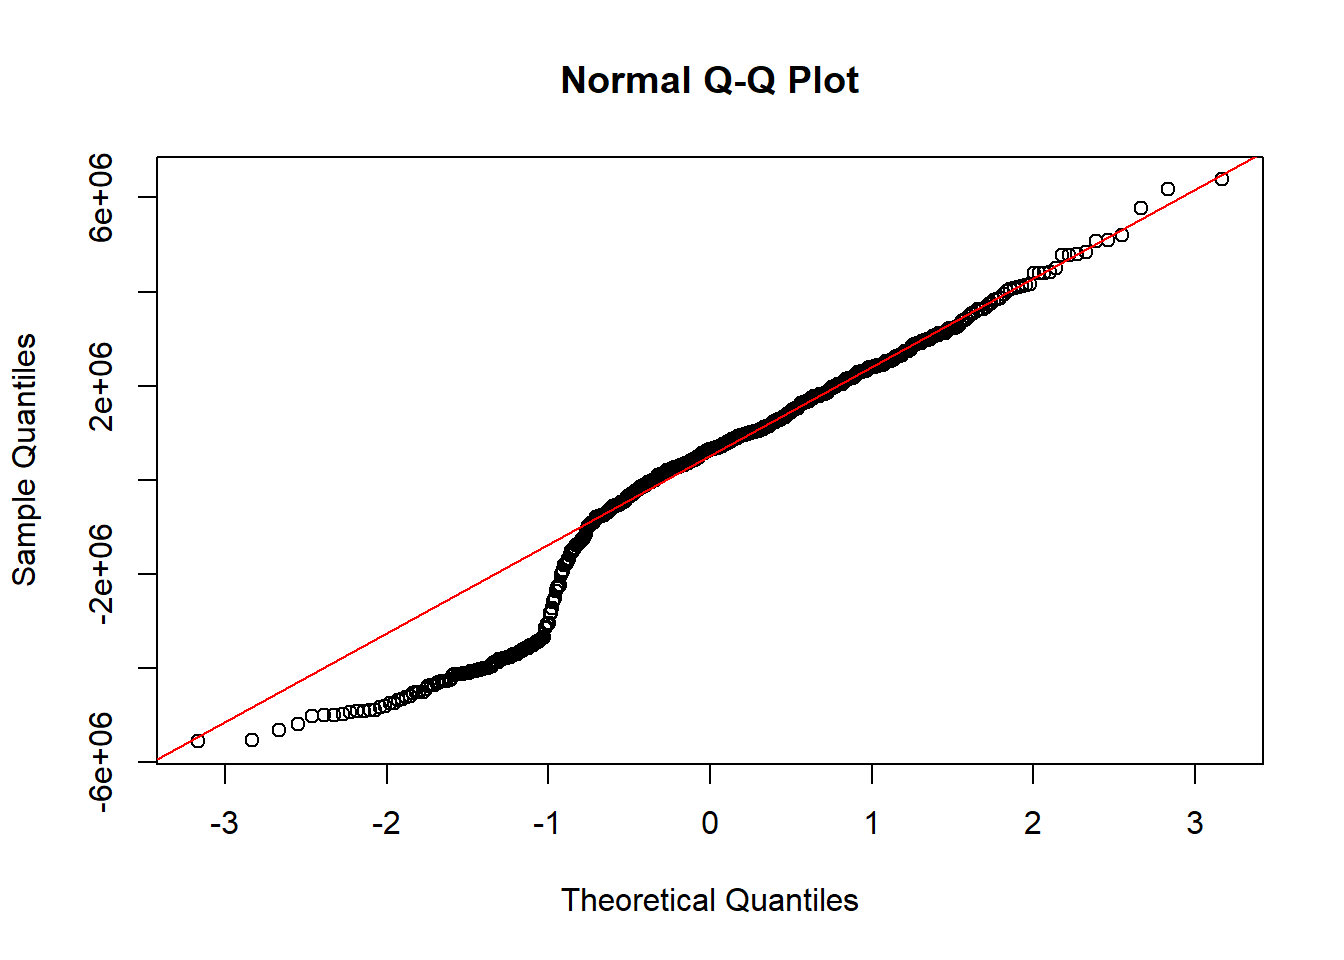 Normal Q-Q Plot
Sample Quantiles
6e+06
2e+06
-2e+06
-6e+06
-3 -2 -1 0 1 2 3
Theoretical Quantiles